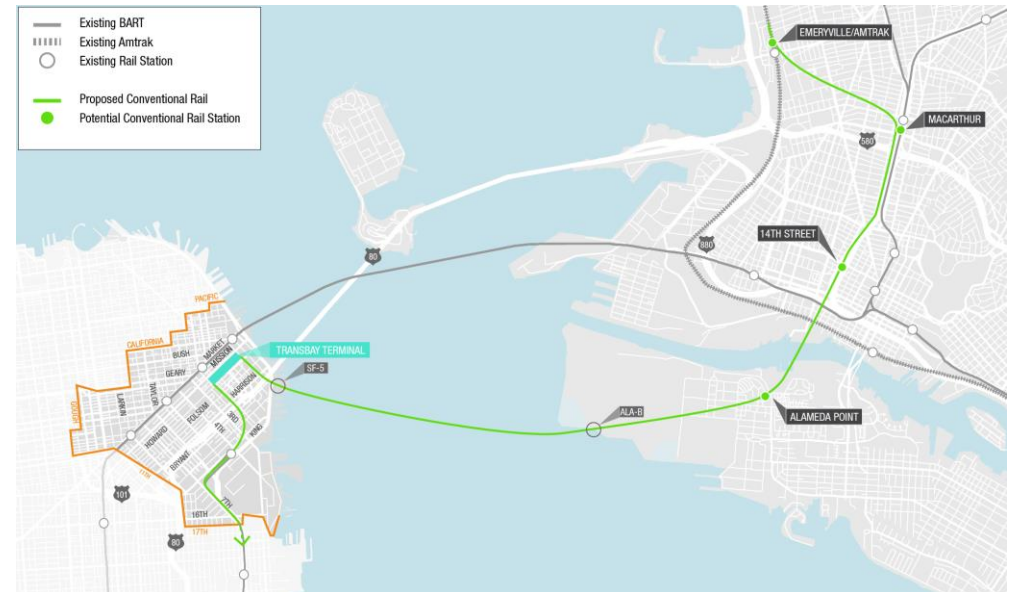 Existing BART
Existing Amtrak
Existing Rail Station
Proposed Conventional Rail
Potential Conventional Rail Station
EMERYVILLE/AMTRAK
MACARTHUR
580
14TH STREET
880
80
PACIFIC
CALIFORNIA
BUSH
MARKET
MISSION
TRANSBAY TERMINAL
GEARY
SF-5
TAYLOR
HARRISON
LARKIN
GOUGH
FOLSOM
3RD
4TH
HOWARD
KING
ALA-B
ALAMEDA POINT
BRYANT
11TH
101
7TH
16TH
17TH
80